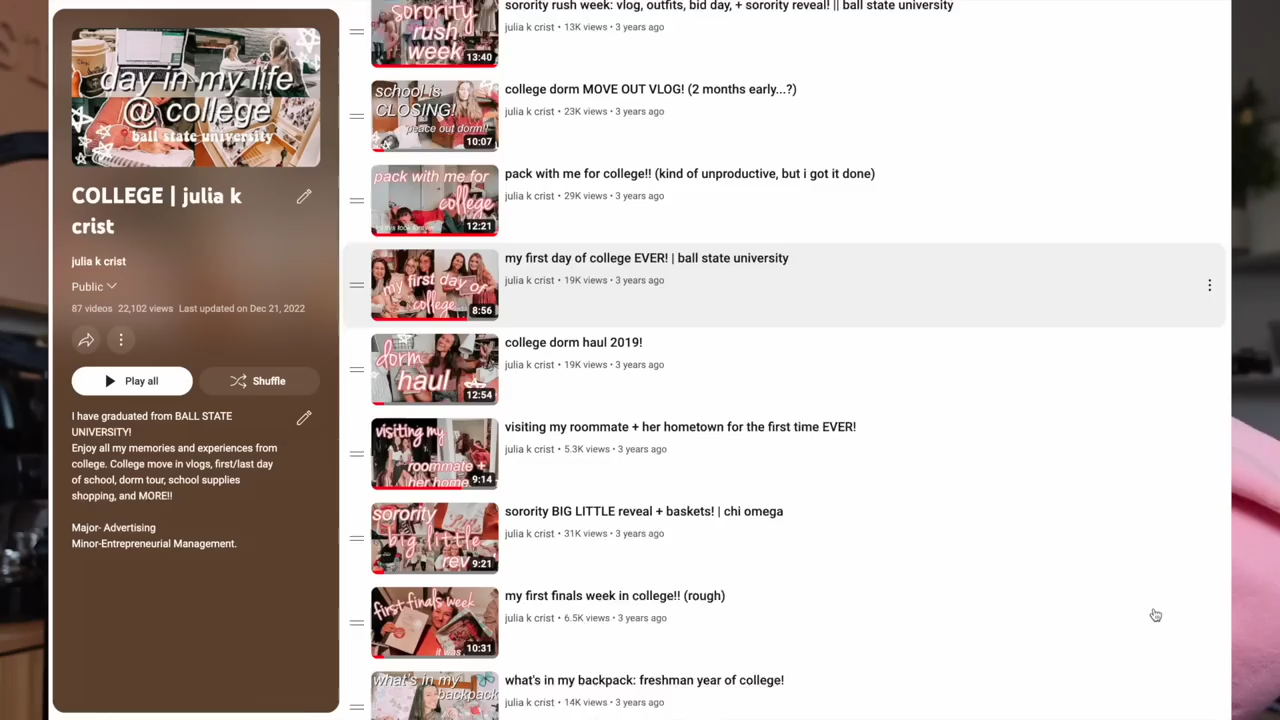 day in my life
@ college
ball state university
COLLEGE | julia k
crist
julia k crist
Public
87 videos 22,102 views Last updated on Dec 21, 2022
Play all
Shuffle
I have graduated from BALL STATE
UNIVERSITY!
Enjoy all my memories and experiences from
college. College move in vlogs, first/last day
of school, dorm tour, school supplies
shopping, and MORE!!
Major- Advertising
Minor-Entrepreneurial Management.
sorority
rush
week
13:40
sorority rush week: vlog, outfits, bid day, + sorority reveal! || ball state university
julia k crist • 13K views • 3 years ago
school is
CLOSING!
peace out dorm!!
10:07
college dorm MOVE OUT VLOG! (2 months early...?)
julia k crist • 23K views • 3 years ago
pack with me for
college
12:21
pack with me for college!! (kind of unproductive, but i got it done)
julia k crist • 29K views • 3 years ago
my first day of
college
8:56
my first day of college EVER! | ball state university
julia k crist • 19K views • 3 years ago
dorm
haul
12:54
college dorm haul 2019!
julia k crist • 19K views • 3 years ago
visiting my
roommate +
her home
9:14
visiting my roommate + her hometown for the first time EVER!
julia k crist • 5.3K views • 3 years ago
sorority
big little
rev
9:21
sorority BIG LITTLE reveal + baskets! | chi omega
julia k crist • 31K views • 3 years ago
first finals week
it was
10:31
my first finals week in college!! (rough)
julia k crist • 6.5K views • 3 years ago
what's in my
backpack
what's in my backpack: freshman year of college!
julia k crist • 14K views • 3 years ago